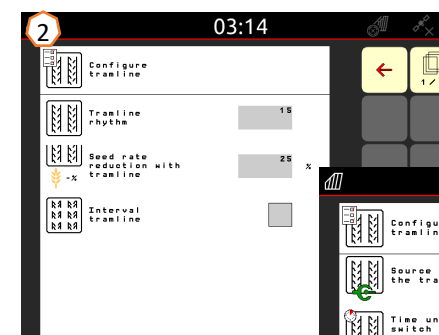 2
03:14
Configure
tramline
1 /
Tramline
rhythm
15
Seed rate
reduction with
tramline
25
%
-%
Interval
tramline
Configu
tramlin
Source
the tra
Time un
switch